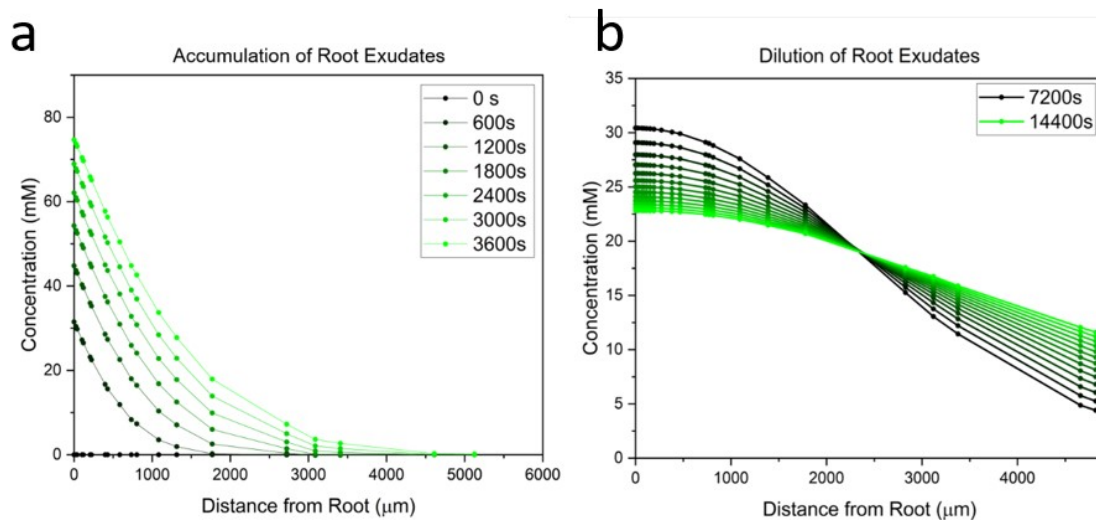 a
Accumulation of Root Exudates
0 s
600s
1200s
1800s
2400s
3000s
3600s
80
60
40
20
0
Concentration (mM)
0 1000 2000 3000 4000 5000 6000
Distance from Root (μm)
b
Dilution of Root Exudates
7200s
14400s
35
30
25
20
15
10
5
0
Concentration (mM)
0 1000 2000 3000 4000
Distance from Root (μm)